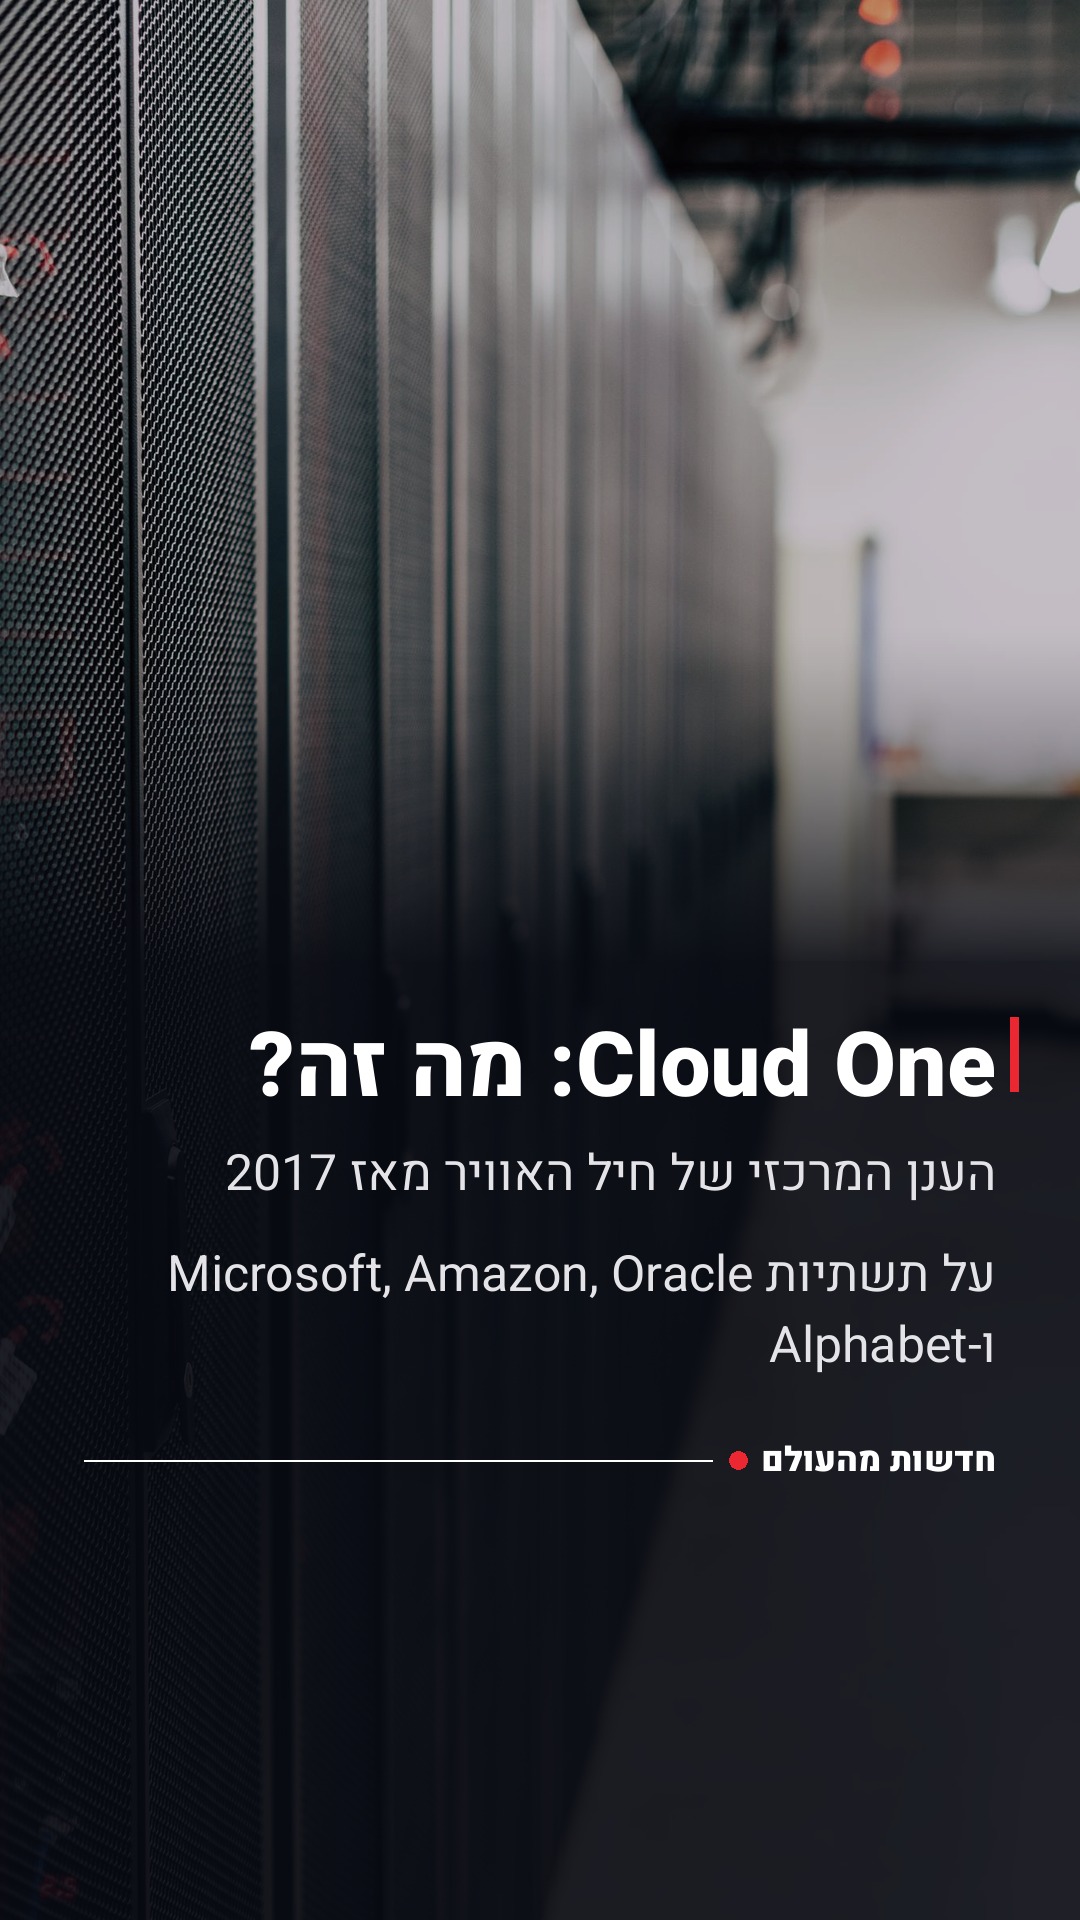 Cloud One: מה זה?
הענן המרכזי של חיל האוויר מאז 2017
על תשתיות Microsoft, Amazon, Oracle
ו-Alphabet
חדשות מהעולם